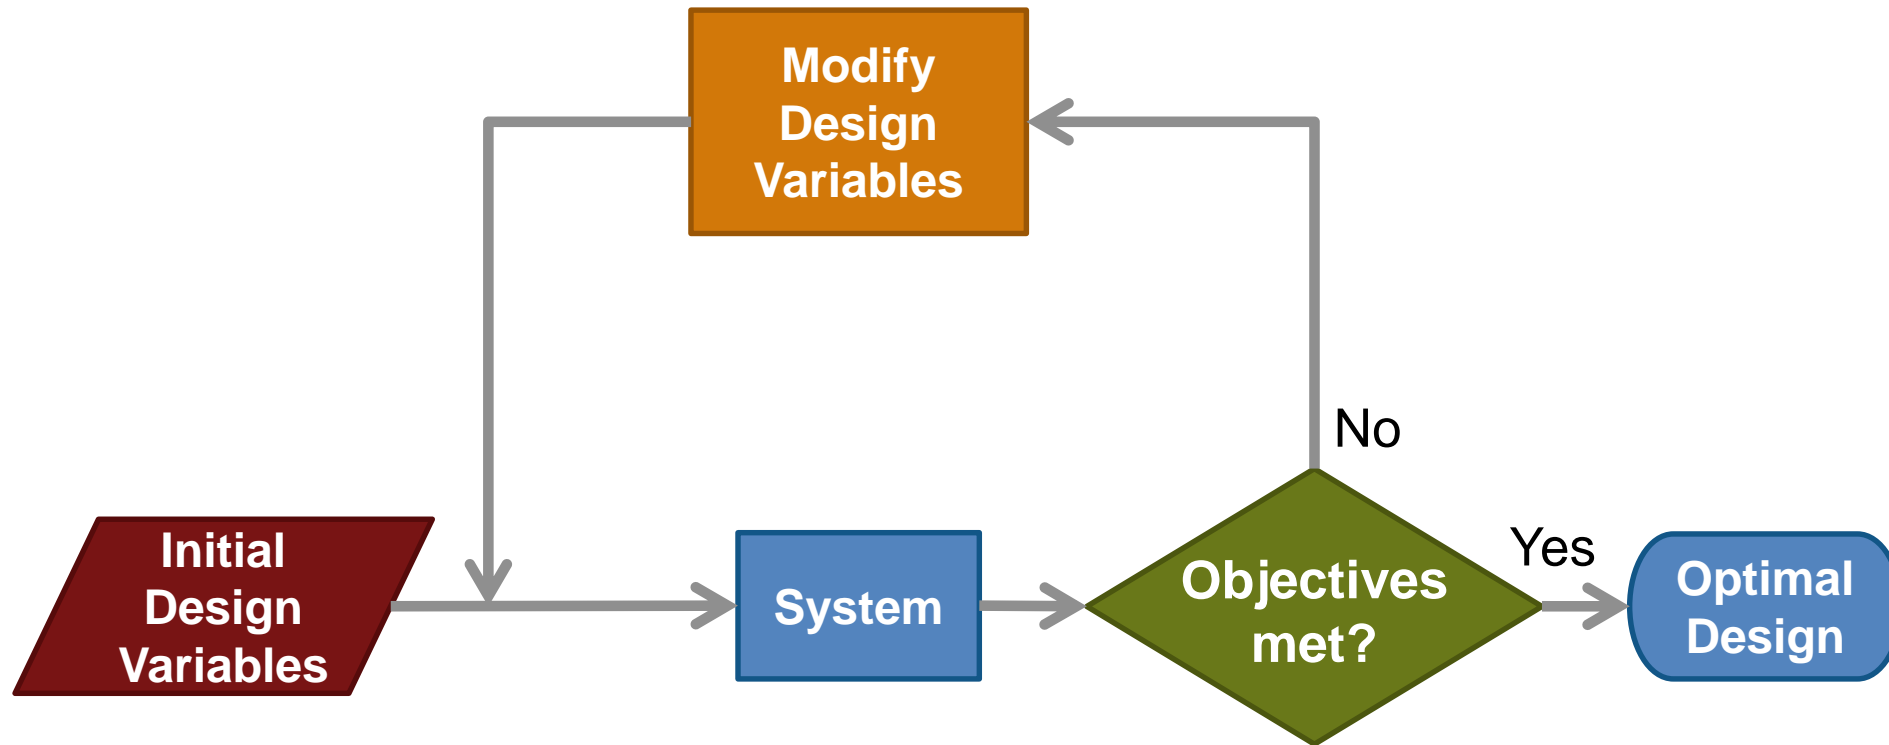 Modify
Design
Variables
No
Initial
Design
Variables
System
Objectives
met?
Yes
Optimal
Design